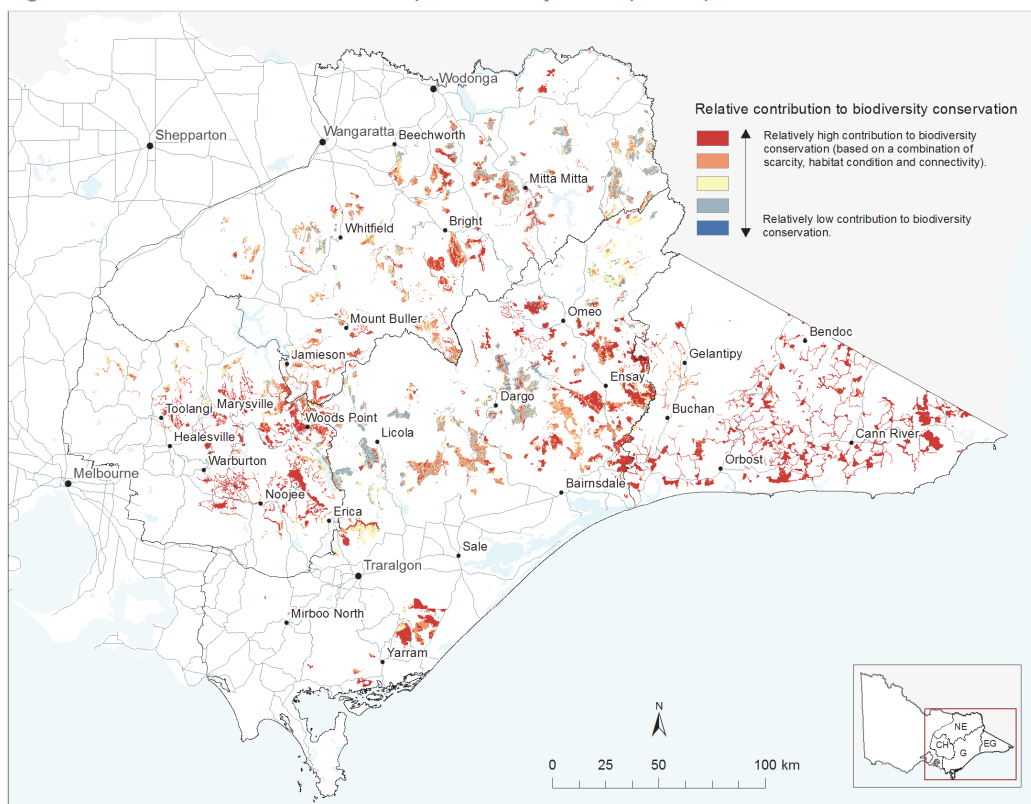 Wodonga
Shepparton
Wangaratta
Beechworth
Mitta Mitta
Bright
Whitfield
Relative contribution to biodiversity conservation
Relatively high contribution to biodiversity
conservation (based on a combination of
scarcity, habitat condition and connectivity).
Relatively low contribution to biodiversity
conservation.
Mount Buller
Omeo
Bendoc
Jamieson
Gelantipy
Ensay
Dargo
Marysville
Toolangi
Woods Point
Buchan
Licola
Healesville
Cann River
Warburton
Orbost
Melbourne
Noojee
Bairnsdale
Erica
Sale
Traralgon
Mirboo North
Yarram
N
0 25 50 100 km
NE
CH
G
EG